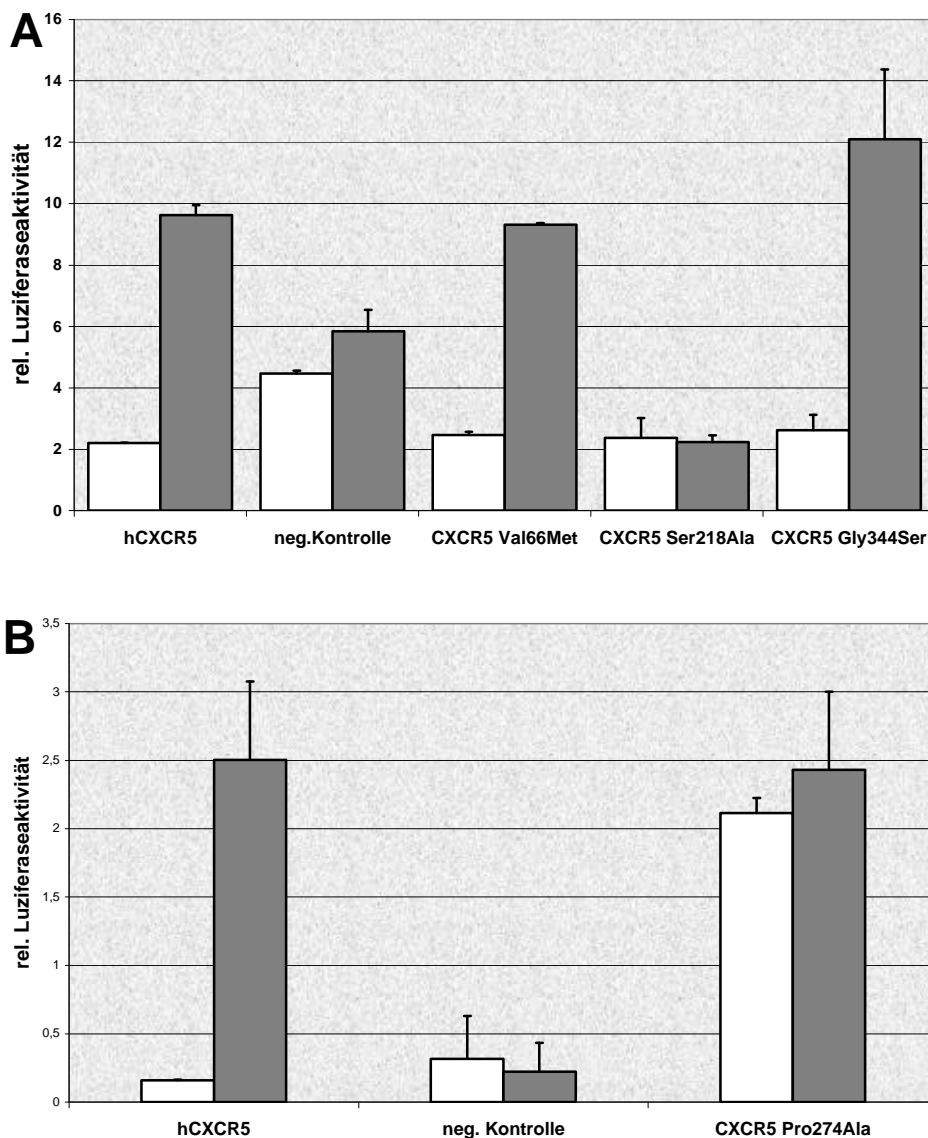 A
16
14
12
10
8
6
4
2
0
rel. Luziferaseaktivität
hCXCR5 neg.Kontrolle CXCR5 Val66Met CXCR5 Ser218Ala CXCR5 Gly344Ser
B
3,5
3
2,5
2
1,5
1
0,5
0
rel. Luziferaseaktivität
hCXCR5 neg. Kontrolle CXCR5 Pro274Ala